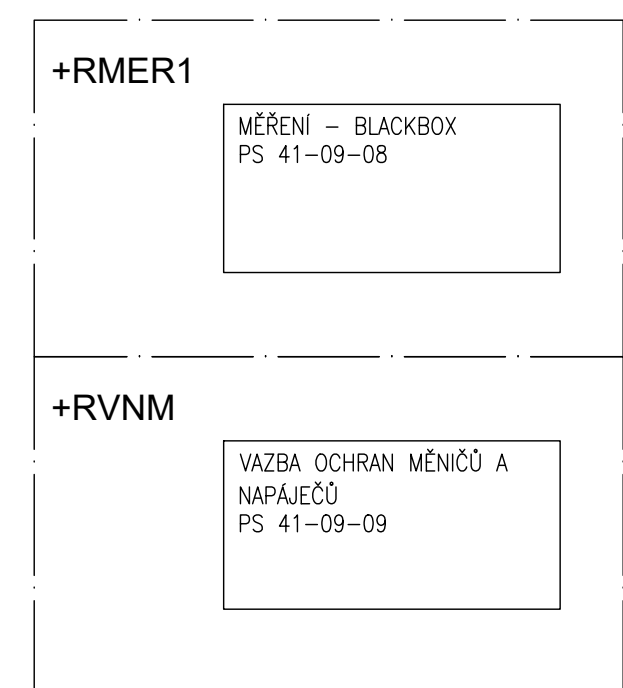 +RMER1
MĚŘENÍ – BLACKBOX
PS 41–09–08
+RVNM
VAZBA OCHRAN MĚNIČŮ A
NAPÁJEČŮ
PS 41–09–09